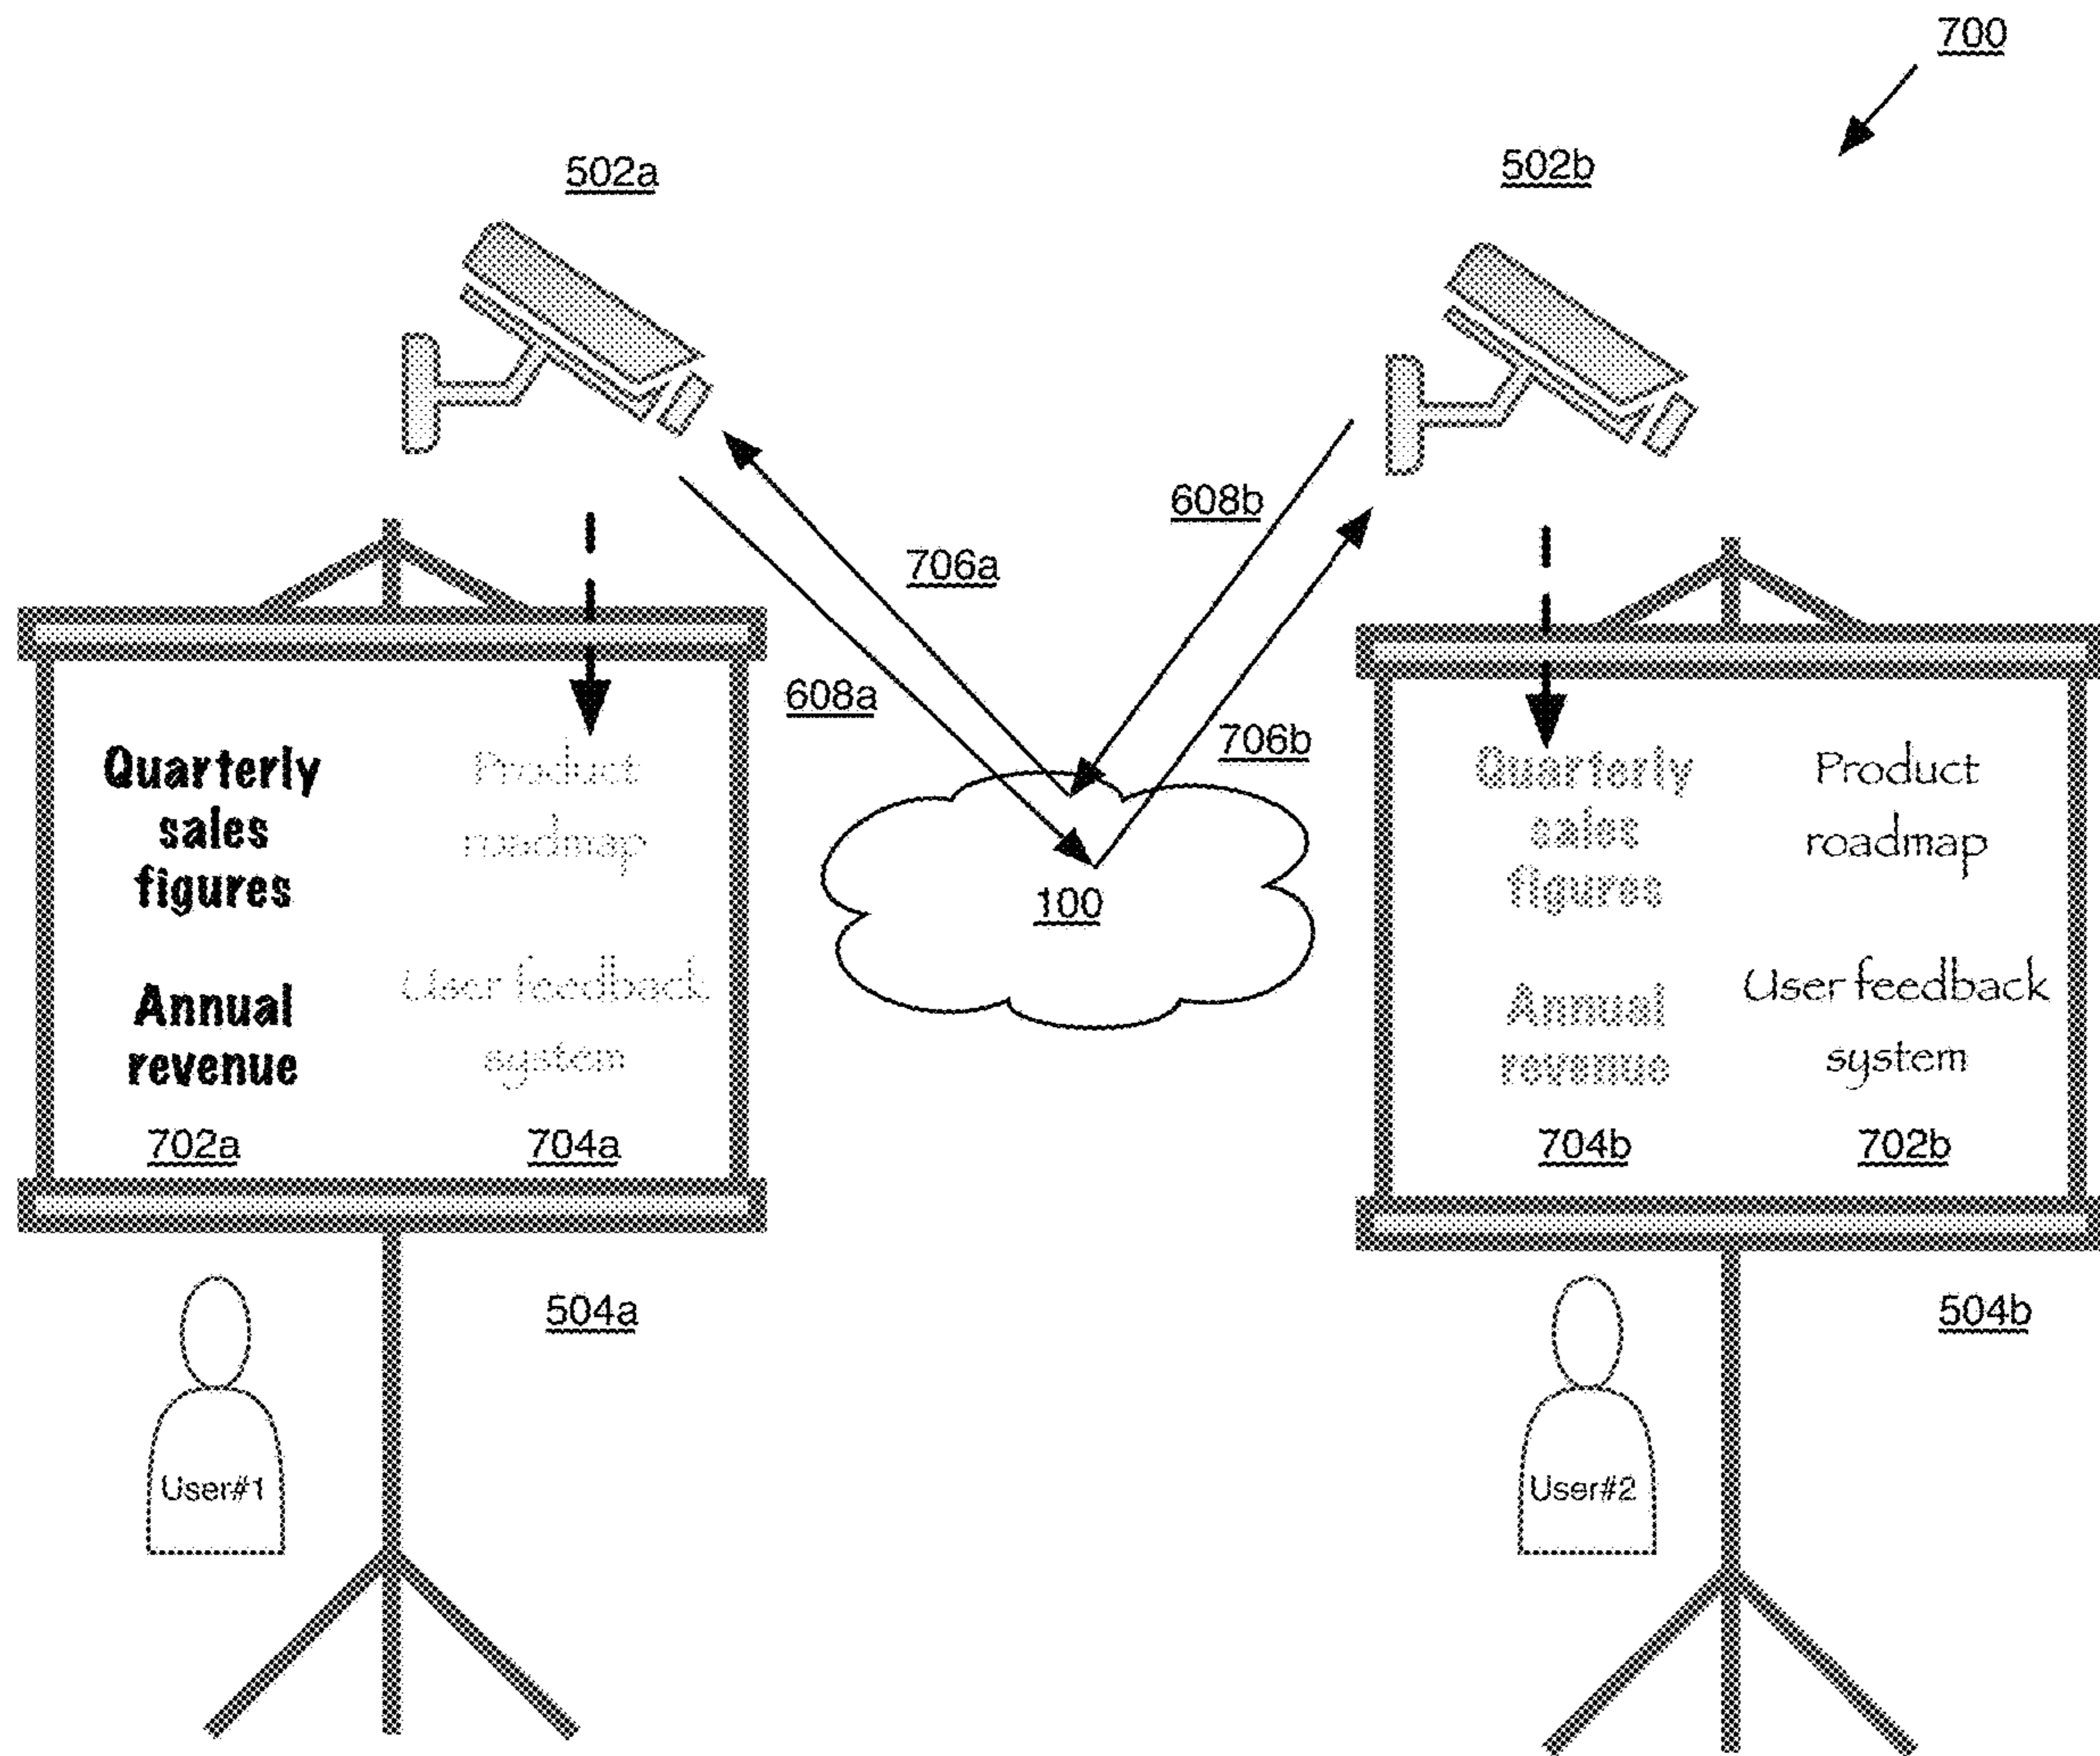 700
502a
502b
608b
706a
608a
706b
Quarterly
sales
figures
Product
roadmap
Annual
revenue
User feedback
system
702a
704a
100
Quarterly
sales
figures
Product
roadmap
Annual
revenue
User feedback
system
704b
702b
504a
504b
User#1
User#2